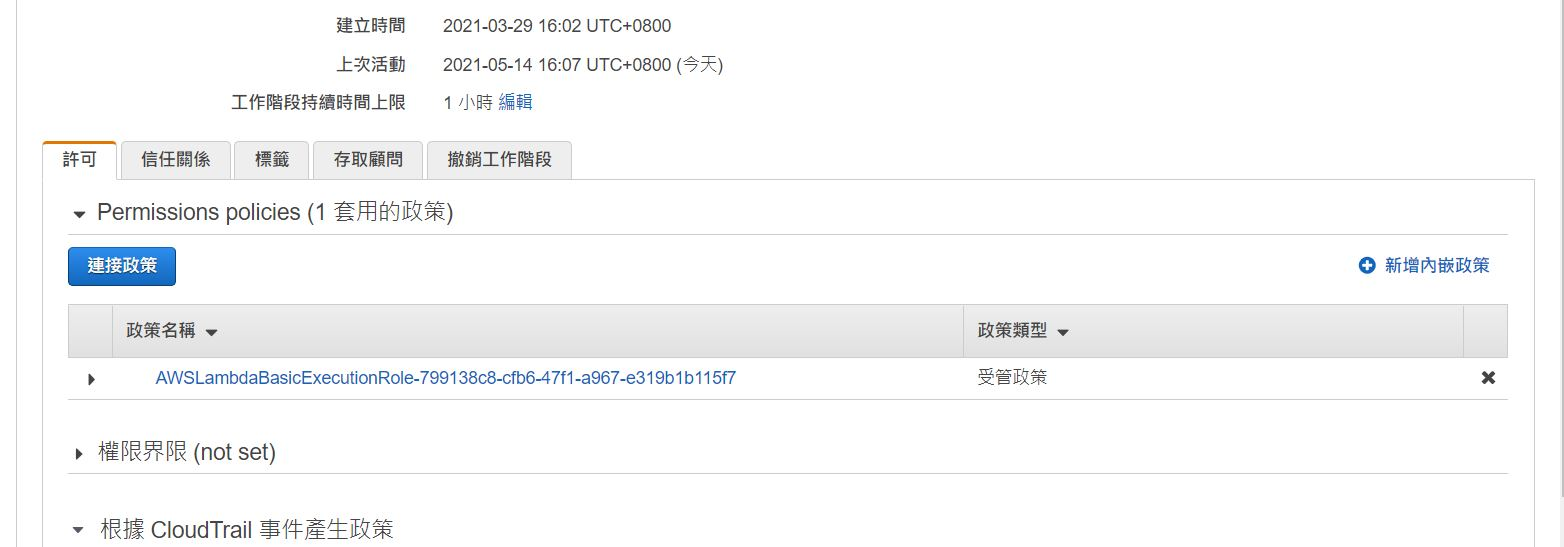 建立時間 2021-03-29 16:02 UTC+0800
上次活動 2021-05-14 16:07 UTC+0800 (今天)
工作階段持續時間上限 1 小時 編輯
許可 信任關係 標籤 存取顧問 撤銷工作階段
Permissions policies (1 套用的政策)
連接政策 新增內嵌政策
政策名稱 政策類型
AWSLambdaBasicExecutionRole-799138c8-cfb6-47f1-a967-e319b1b115f7 受管政策
權限界限 (not set)
根據 CloudTrail 事件產生政策